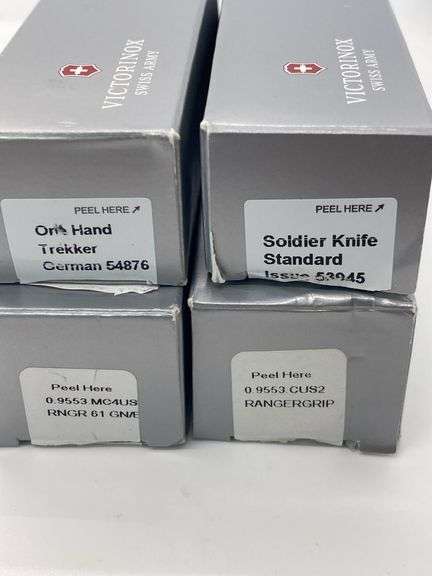 VICTORINOX
SWISS ARMY
VICTORINOX
SWISS ARMY
PEEL HERE ↗
One Hand
Trekker
German 54876
PEEL HERE ↗
Soldier Knife
Standard
Issue 53945
Peel Here
0.9553.MC4US
RNGR 61 GN/E
Peel Here
0.9553.CUS2
RANGERGRIP